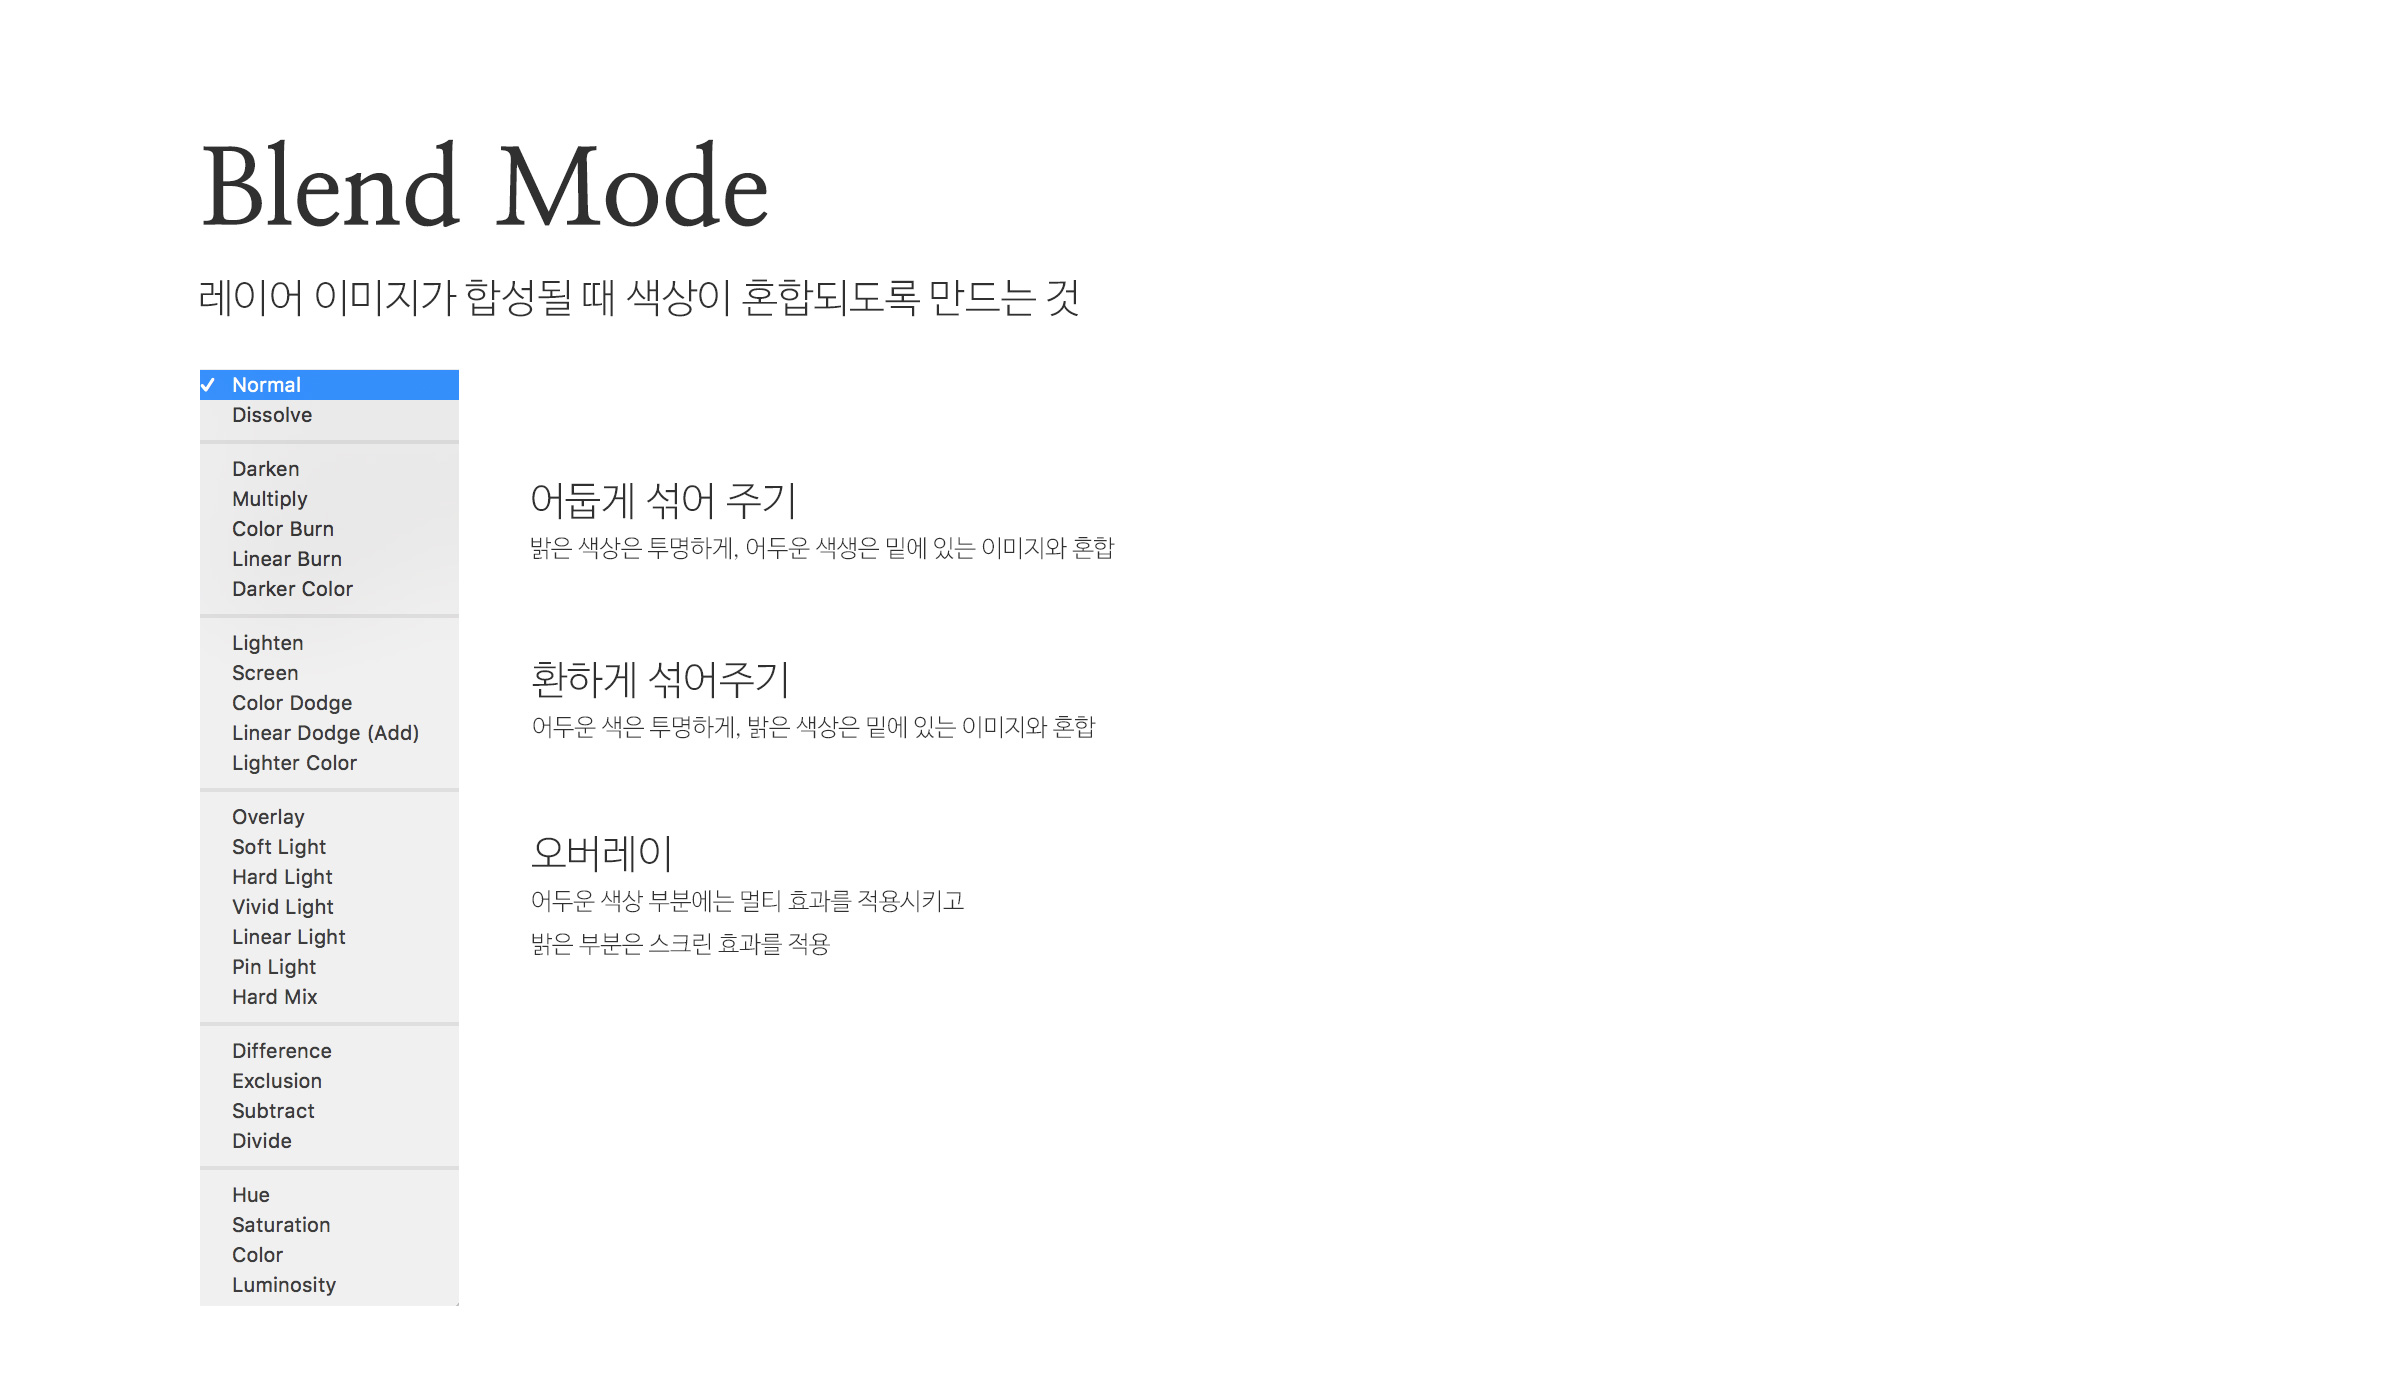 Blend Mode
레이어 이미지가 합성될 때 색상이 혼합되도록 만드는 것
Normal
Dissolve
Darken
Multiply
Color Burn
Linear Burn
Darker Color
어둡게 섞어 주기
밝은 색상은 투명하게, 어두운 색생은 밑에 있는 이미지와 혼합
Lighten
Screen
Color Dodge
Linear Dodge (Add)
Lighter Color
환하게 섞어주기
어두운 색은 투명하게, 밝은 색상은 밑에 있는 이미지와 혼합
Overlay
Soft Light
Hard Light
Vivid Light
Linear Light
Pin Light
Hard Mix
오버레이
어두운 색상 부분에는 멀티 효과를 적용시키고
밝은 부분은 스크린 효과를 적용
Difference
Exclusion
Subtract
Divide
Hue
Saturation
Color
Luminosity